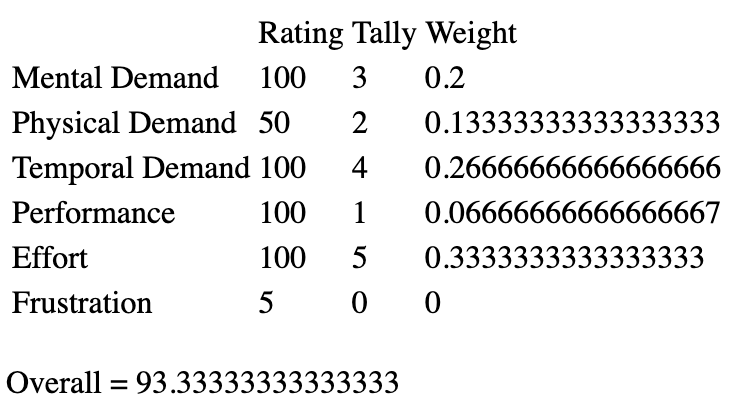 Rating Tally Weight
Mental Demand 100 3 0.2
Physical Demand 50 2 0.13333333333333333
Temporal Demand 100 4 0.26666666666666666
Performance 100 1 0.06666666666666667
Effort 100 5 0.3333333333333333
Frustration 5 0 0
Overall = 93.33333333333333